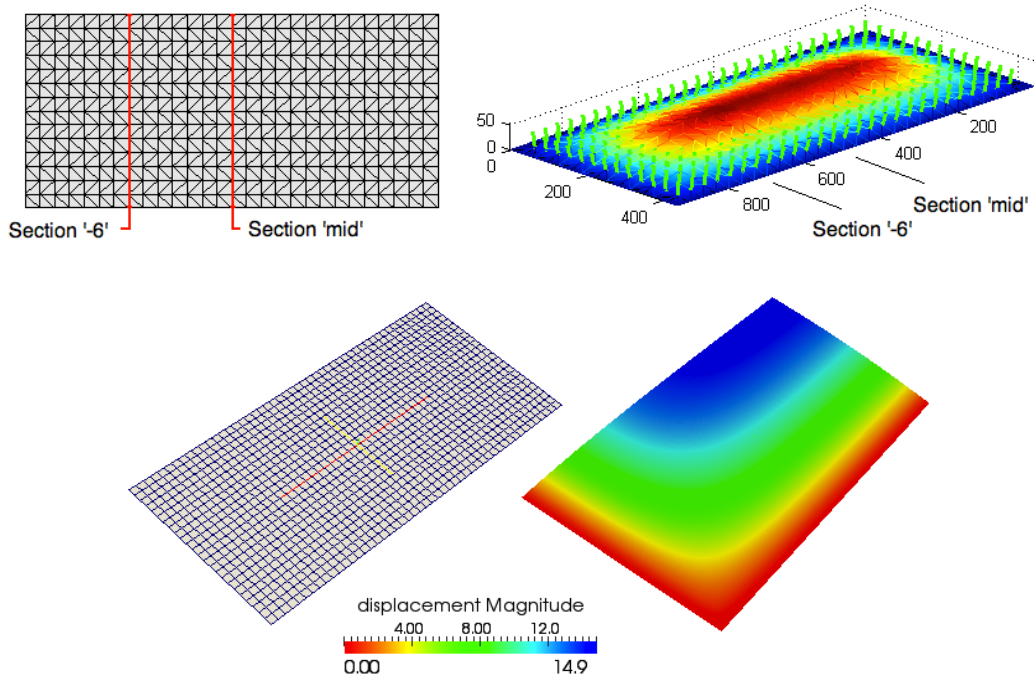 Section '-6'
Section 'mid'
50
0
0
200
400
800
600
400
200
Section 'mid'
Section '-6'
displacement Magnitude
4.00 8.00 12.0
0.00 14.9